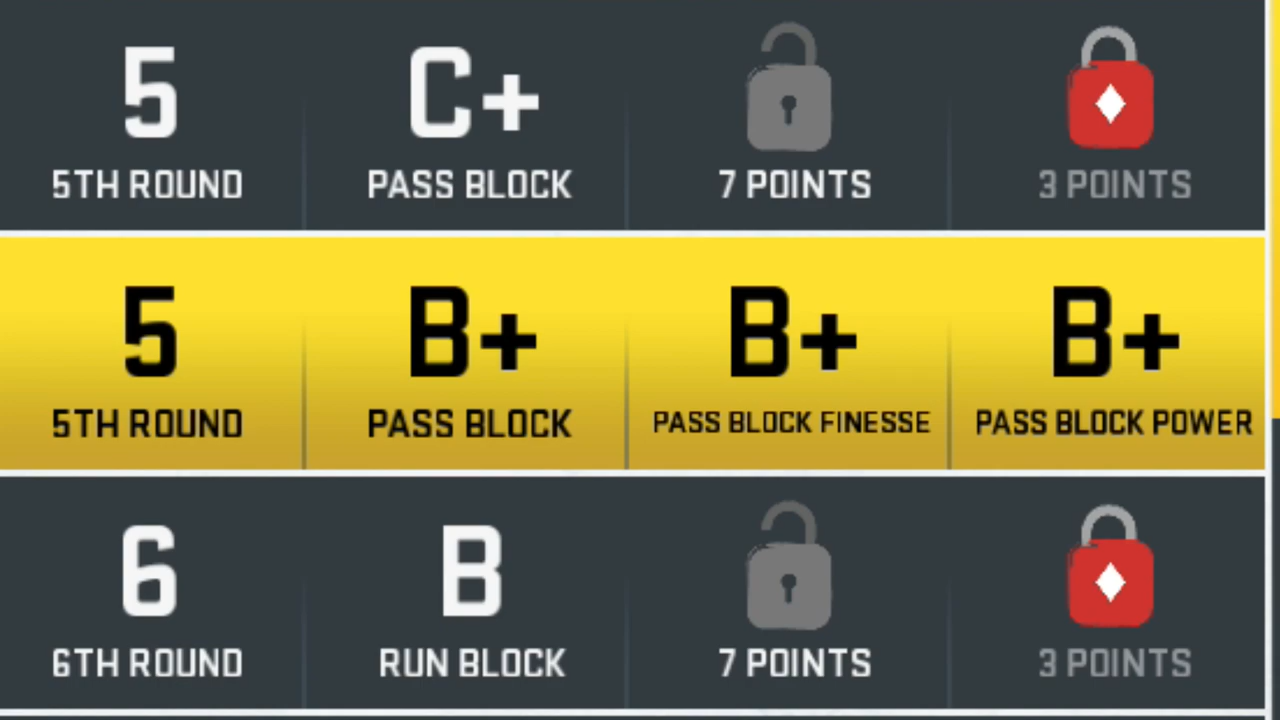 5 C+
5TH ROUND PASS BLOCK 7 POINTS 3 POINTS
5 B+ B+ B+
5TH ROUND PASS BLOCK PASS BLOCK FINESSE PASS BLOCK POWER
6 B
6TH ROUND RUN BLOCK 7 POINTS 3 POINTS